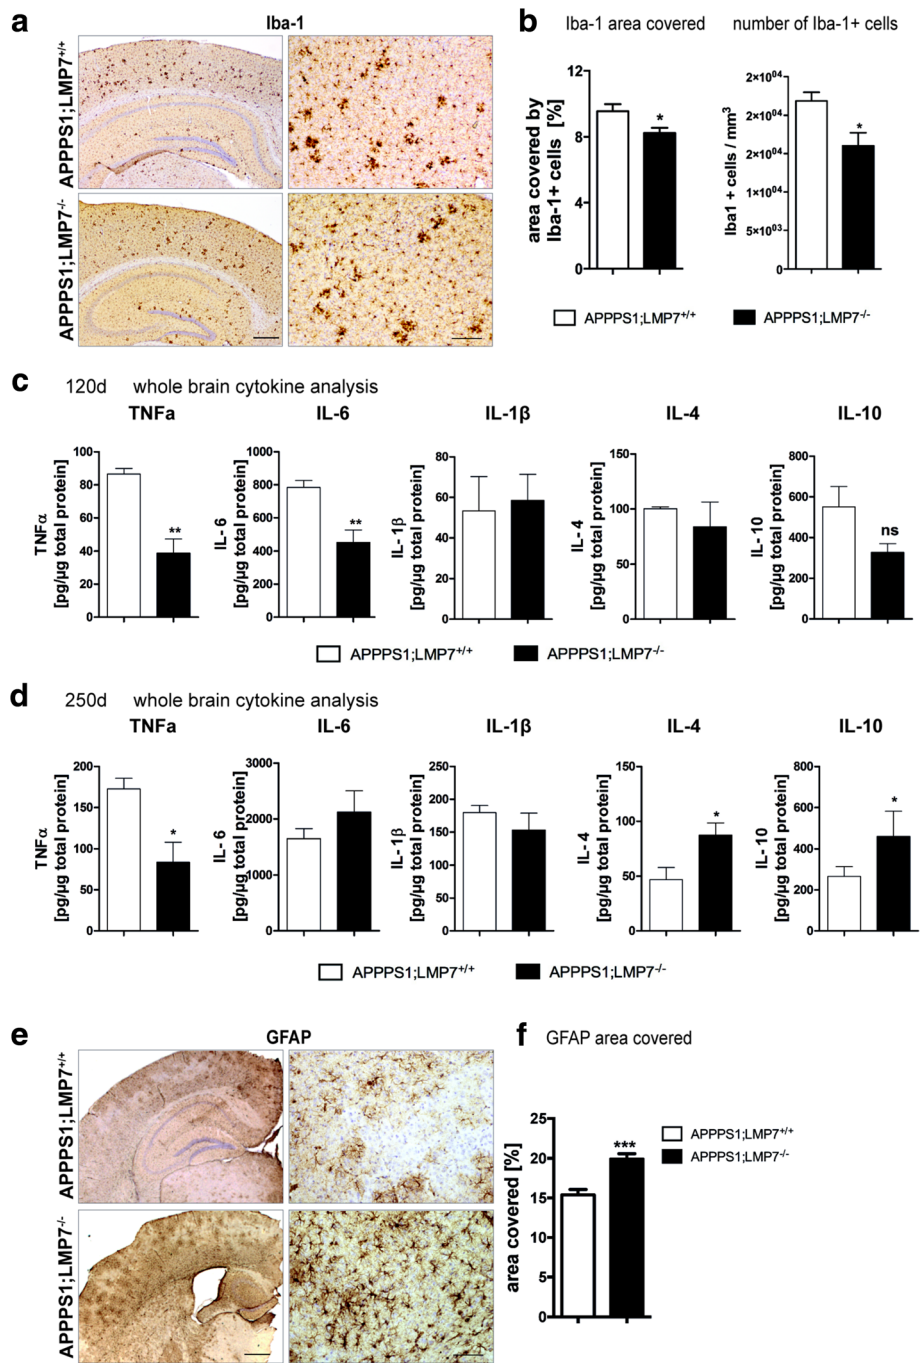 a
Iba-1
APPPS1;LMP7+/+
APPPS1;LMP7-/-
b
Iba-1 area covered
number of Iba-1+ cells
area covered by
Iba-1+ cells [%]
12
8
4
0
*
Iba1 + cells / mm3
2×10⁰⁴
2×10⁰⁴
2×10⁰⁴
1×10⁰⁴
5×10⁰³
0
*
APPPS1;LMP7+/+
APPPS1;LMP7-/-
c
120d whole brain cytokine analysis
TNFa
IL-6
IL-1β
IL-4
IL-10
TNFα
[pg/µg total protein]
100
80
60
40
20
0
**
IL- 6
[pg/µg total protein]
1000
800
600
400
200
0
**
IL- 1β
[pg/µg total protein]
80
60
40
20
0
IL- 4
[pg/µg total protein]
150
100
50
0
IL- 10
[pg/µg total protein]
800
600
400
200
0
ns
APPPS1;LMP7+/+
APPPS1;LMP7-/-
d
250d whole brain cytokine analysis
TNFa
IL-6
IL-1β
IL-4
IL-10
TNFα
[pg/µg total protein]
200
150
100
50
0
*
IL- 6
[pg/µg total protein]
3000
2000
1000
0
IL- 1β
[pg/µg total protein]
250
200
150
100
50
0
IL- 4
[pg/µg total protein]
150
100
50
0
*
IL- 10
[pg/µg total protein]
800
600
400
200
0
*
APPPS1;LMP7+/+
APPPS1;LMP7-/-
e
GFAP
APPPS1;LMP7+/+
APPPS1;LMP7-/-
f
GFAP area covered
area covered [%]
25
20
15
10
5
0
***
APPPS1;LMP7+/+
APPPS1;LMP7-/-